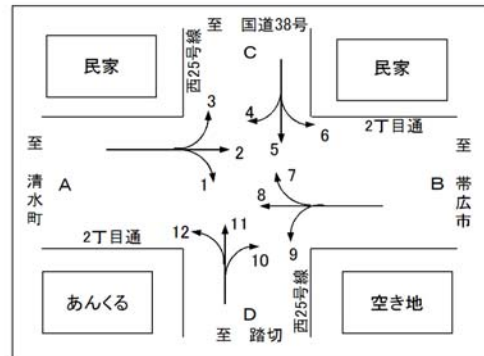 至 国道38号
西25号線
C
民家
民家
3
4
5
6
2丁目通
至 清水町
A
2
1
7
8
B
至 帯広市
2丁目通
12
11
10
9
西25号線
あんくる
D
至 踏切
空き地